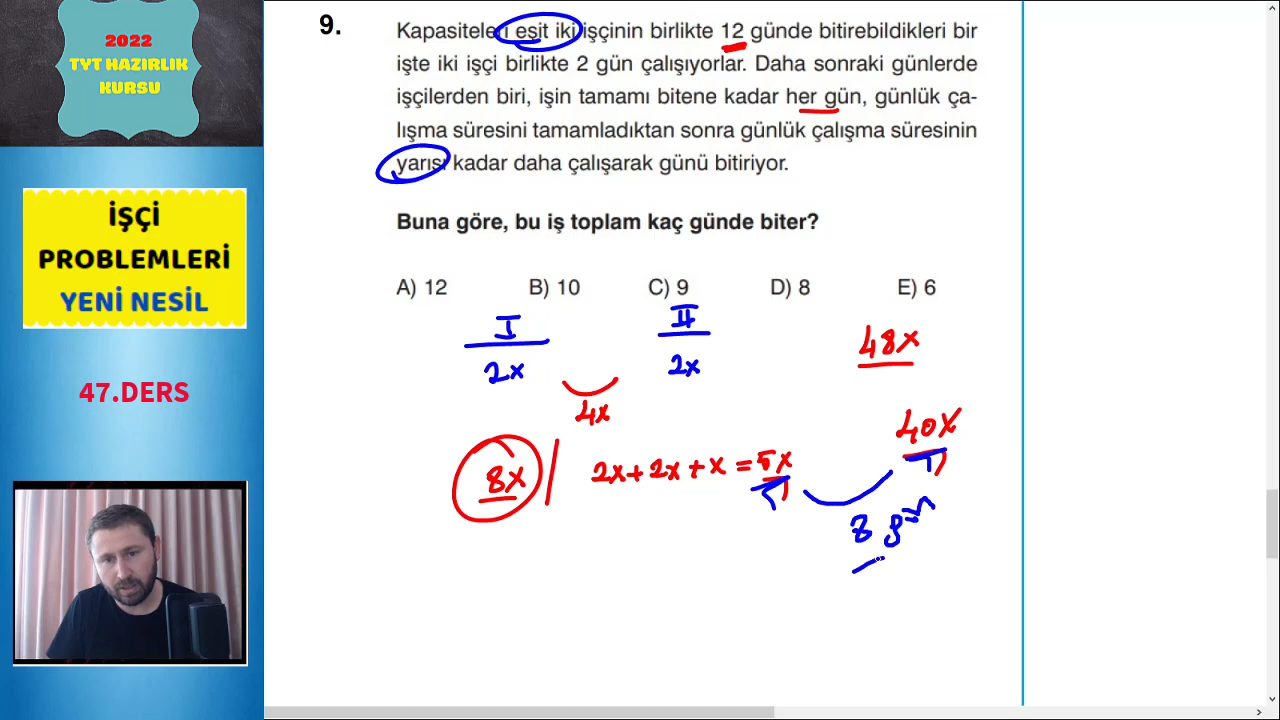 2022
TYT HAZIRLIK
KURSU
İŞÇİ
PROBLEMLERİ
YENİ NESİL
47.DERS
9.
Kapasiteleri eşit iki işçinin birlikte 12 günde bitirebildikleri bir
işte iki işçi birlikte 2 gün çalışıyorlar. Daha sonraki günlerde
işçilerden biri, işin tamamı bitene kadar her gün, günlük ça-
lışma süresini tamamladıktan sonra günlük çalışma süresinin
yarısı kadar daha çalışarak günü bitiriyor.
Buna göre, bu iş toplam kaç günde biter?
A) 12 B) 10 C) 9 D) 8 E) 6
I II
48x
2x 2x
4x
40x
8x 2x+2x+x=5x
8 gün